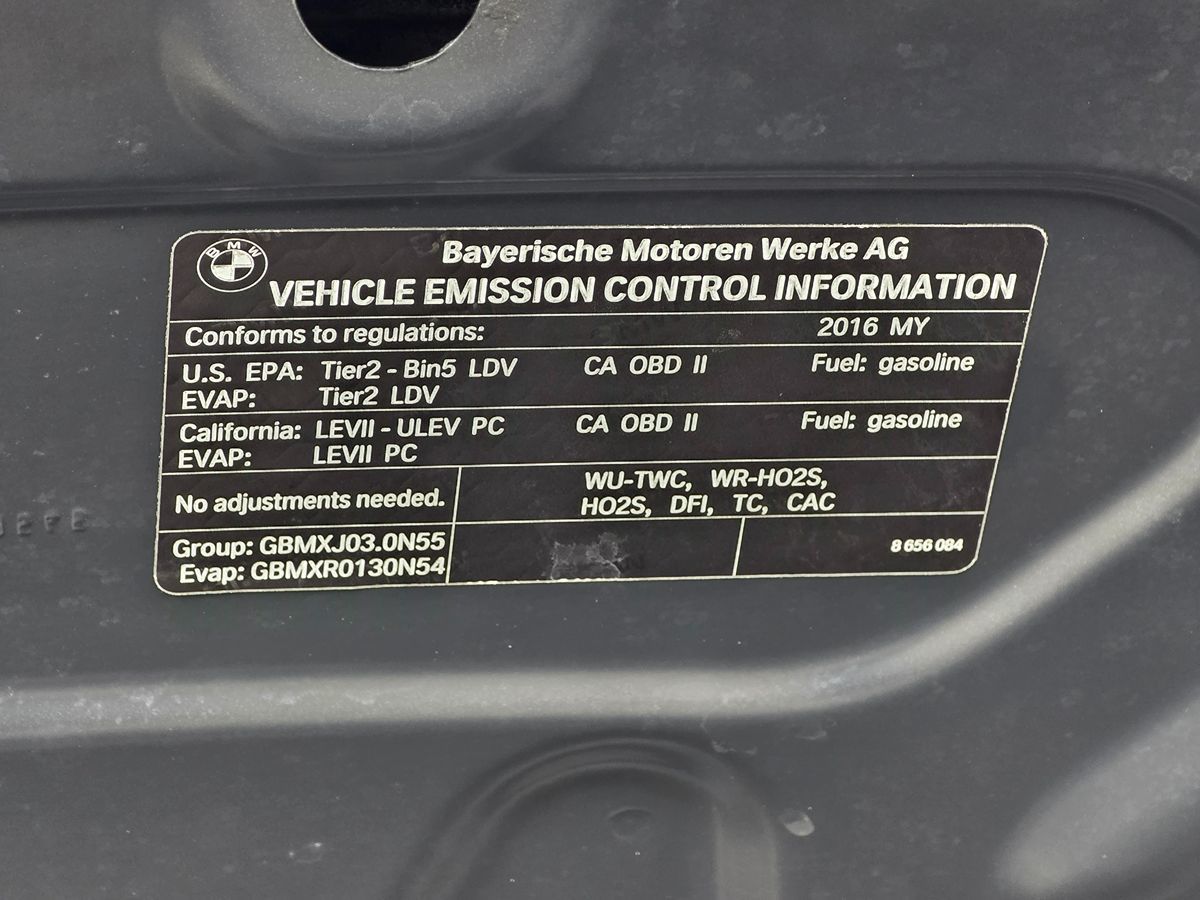 BMW
Bayerische Motoren Werke AG
VEHICLE EMISSION CONTROL INFORMATION
Conforms to regulations: 2016 MY
U.S. EPA: Tier2 - Bin5 LDV CA OBD II Fuel: gasoline
EVAP: Tier2 LDV
California: LEVII - ULEV PC CA OBD II Fuel: gasoline
EVAP: LEVII PC
No adjustments needed.
WU-TWC, WR-HO2S,
HO2S, DFI, TC, CAC
Group: GBMXJ03.0N55
Evap: GBMXR0130N54
8 656 084